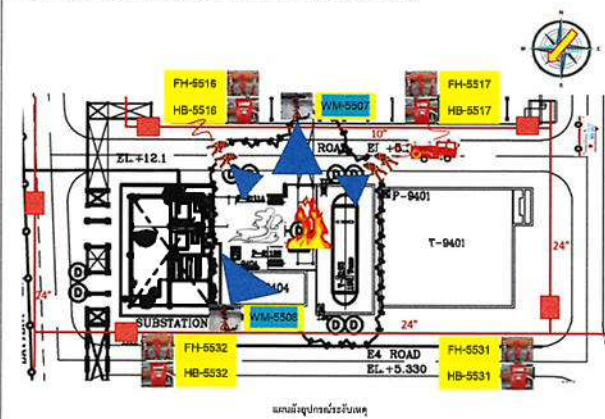 N
FH-5516
HB-5516
WM-5507
FH-5517
HB-5517
10"
ROAD
EL.+12.1
P-9401
T-9401
24"
24"
SUBSTATION
WM-5508
24"
FH-5532
HB-5532
E4 ROAD
EL.+5.330
FH-5531
HB-5531
แผนผังอุปกรณ์ระงับเหตุ